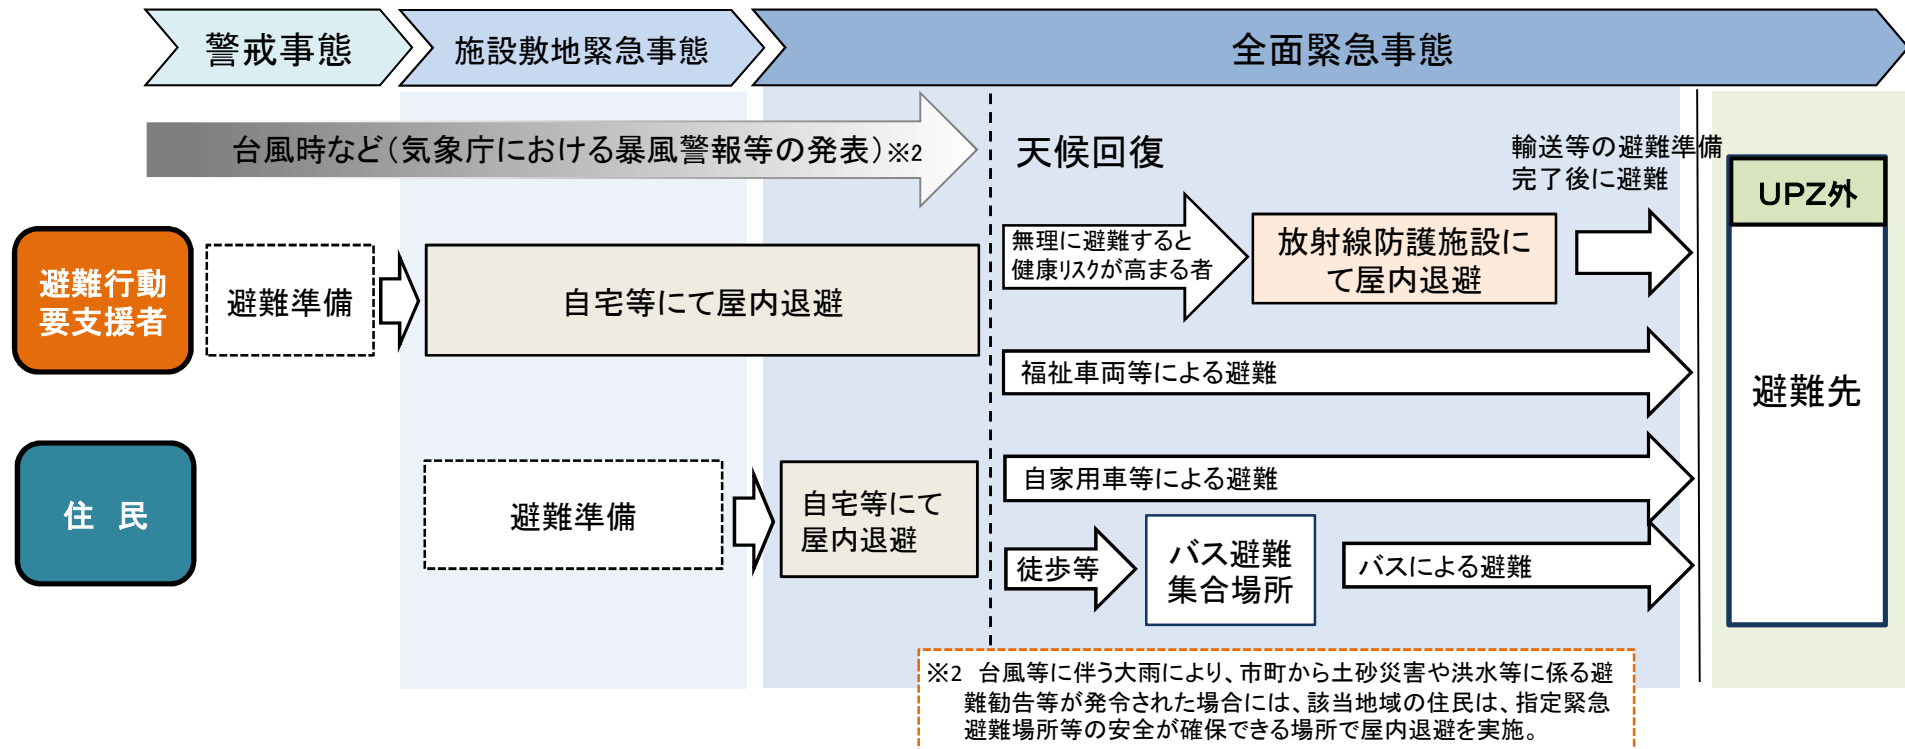 警戒事態
施設敷地緊急事態
全面緊急事態
台風時など(気象庁における暴風警報等の発表)※2
天候回復
輸送等の避難準備
完了後に避難
UPZ外
避難行動
要支援者
避難準備
自宅等にて屋内退避
無理に避難すると
健康リスクが高まる者
放射線防護施設に
て屋内退避
福祉車両等による避難
避難先
住 民
避難準備
自宅等にて
屋内退避
自家用車等による避難
徒歩等
バス避難
集合場所
バスによる避難
※2 台風等に伴う大雨により、市町から土砂災害や洪水等に係る避
難勧告等が発令された場合には、該当地域の住民は、指定緊急
避難場所等の安全が確保できる場所で屋内退避を実施。